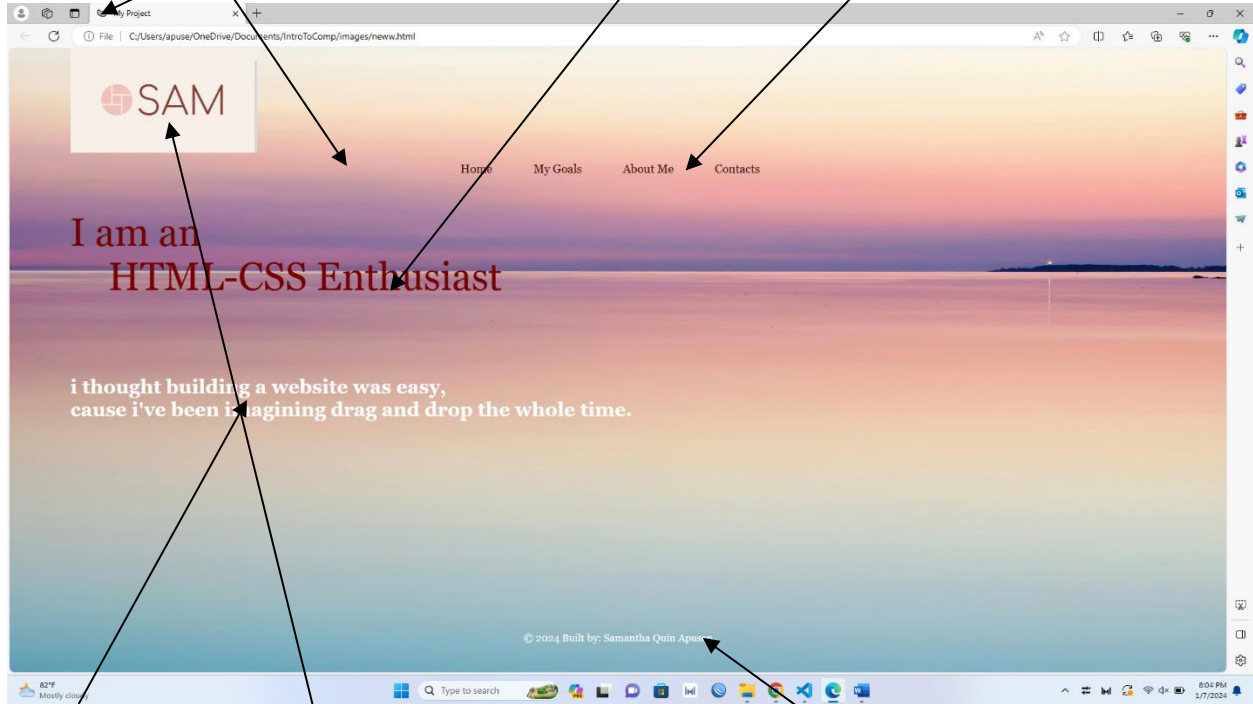 My Project
File | C:/Users/apuse/OneDrive/Documents/IntroToComp/images/neww.html
SAM
Home My Goals About Me Contacts
I am an
HTML-CSS Enthusiast
i thought building a website was easy,
cause i've been imagining drag and drop the whole time.
© 2024 Built by: Samantha Quin Apusen
82°F
Mostly cloudy
Type to search
8:04 PM
1/7/2024